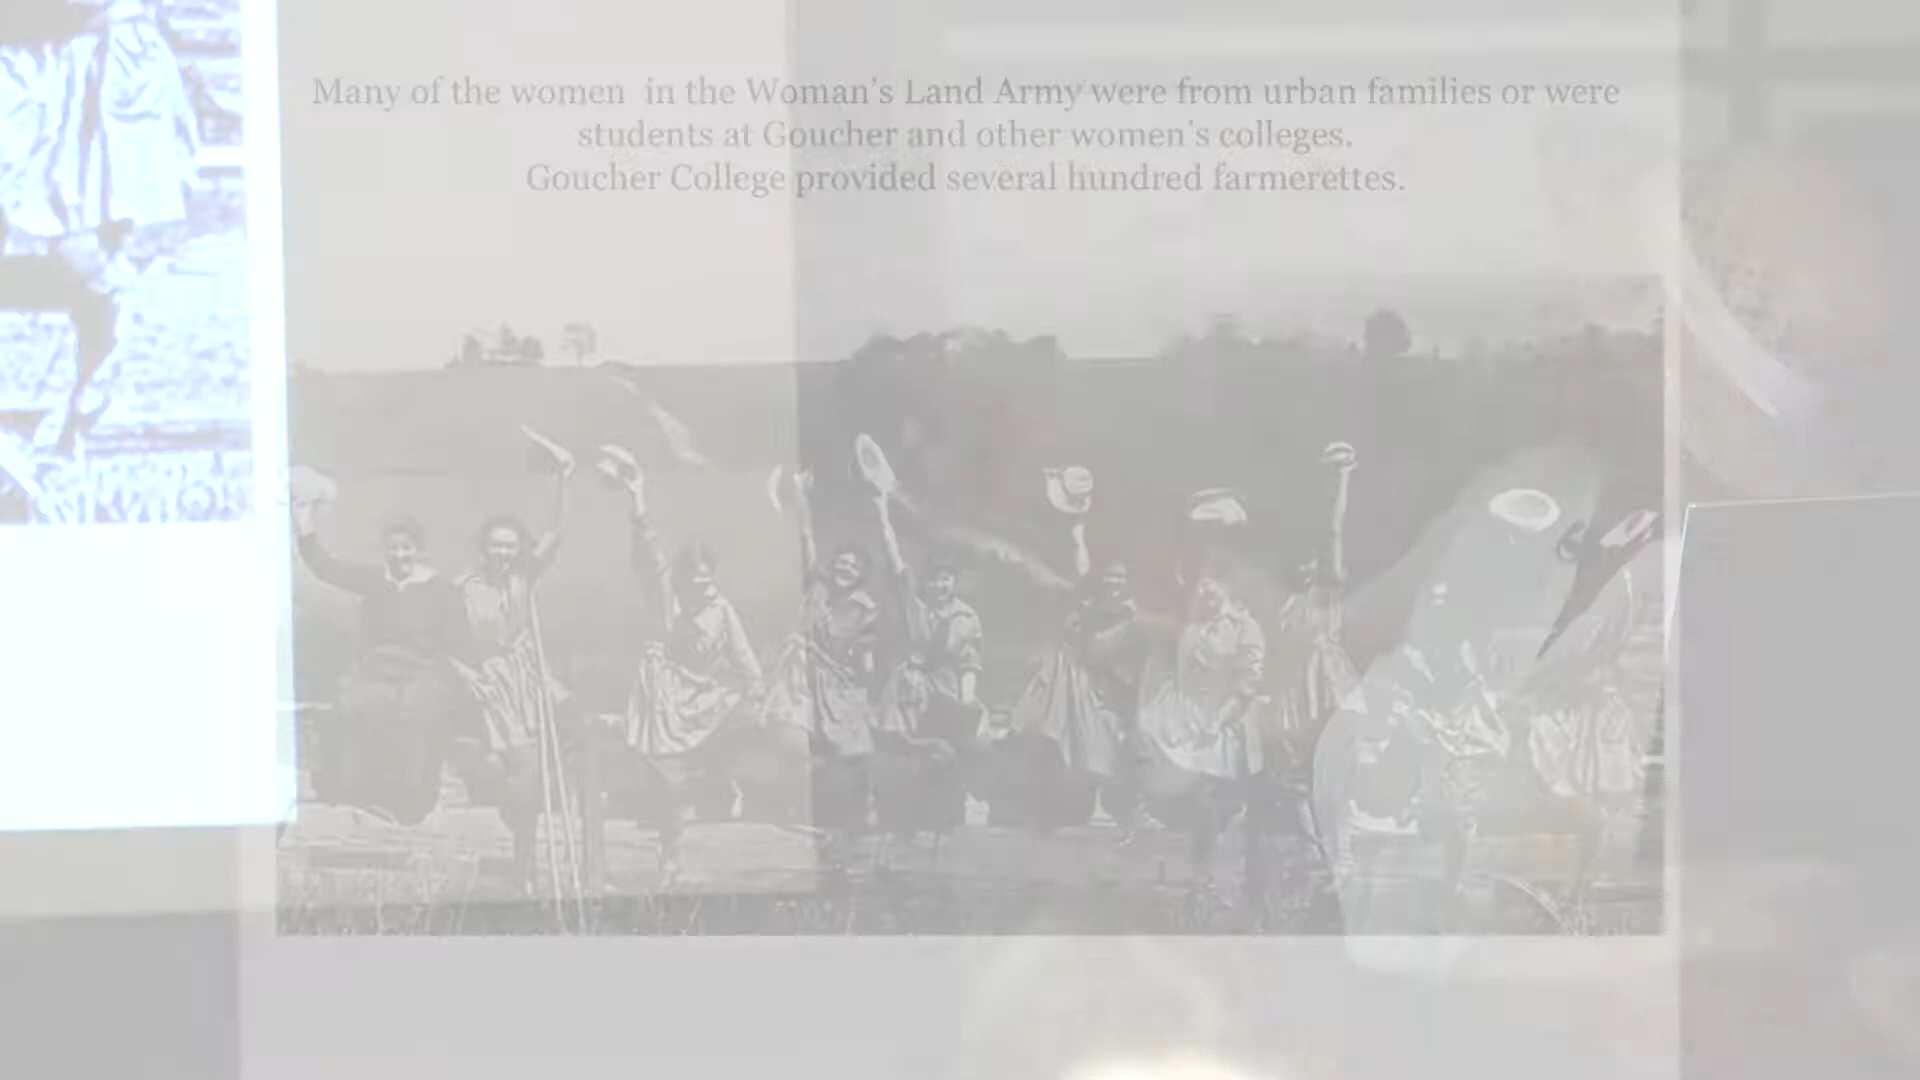 Many of the women in the Woman's Land Army were from urban families or were
students at Goucher and other women's colleges.
Goucher College provided several hundred farmerettes.